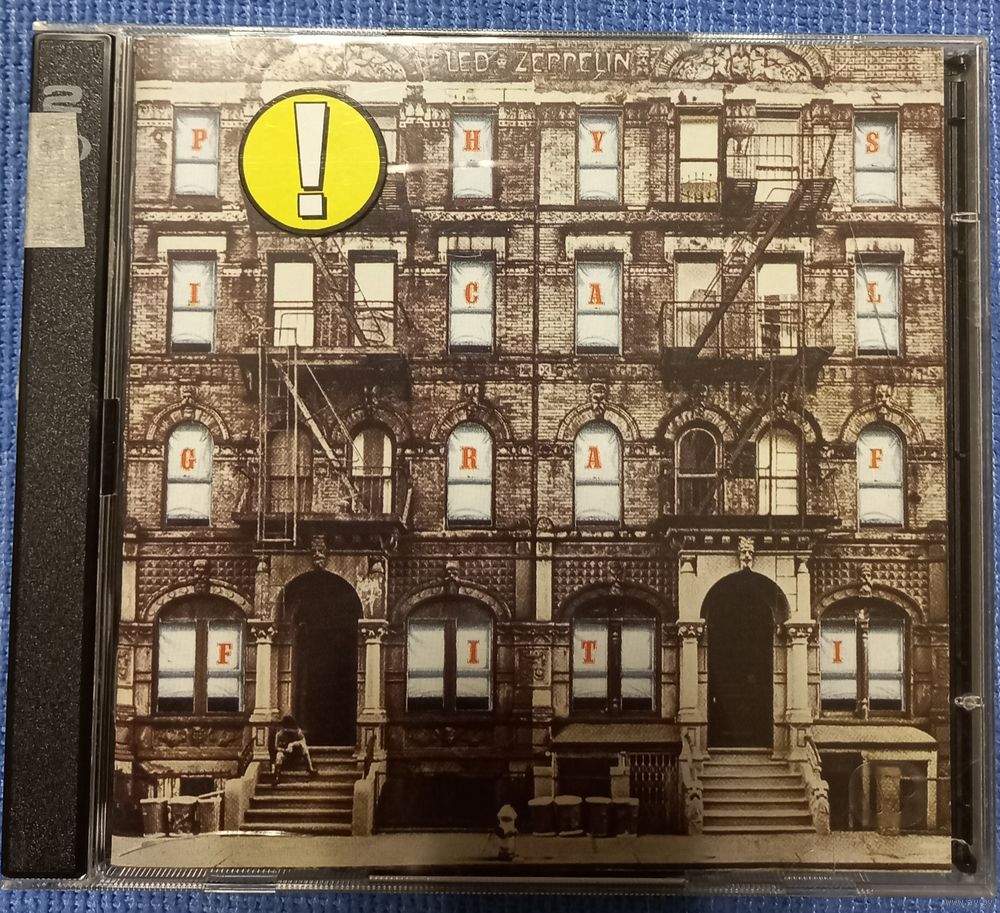 LED ZEPPELIN
2
P ! H Y S
I C A L
G R A F
F I T I